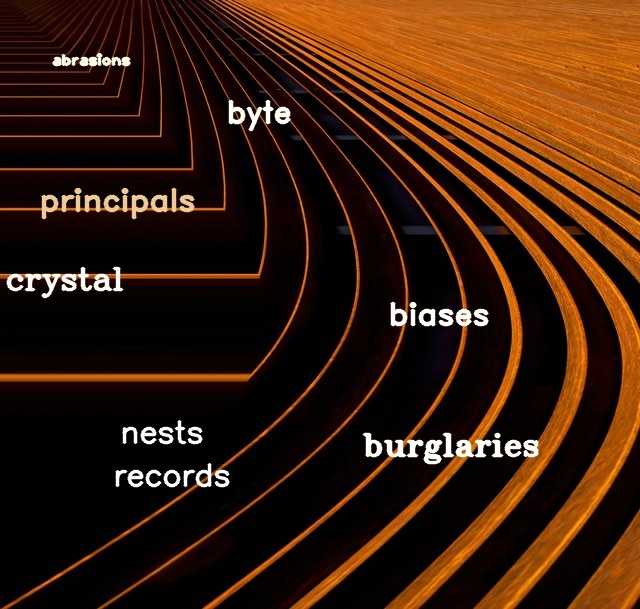 abrasions
byte
principals
crystal
biases
nests
burglaries
records